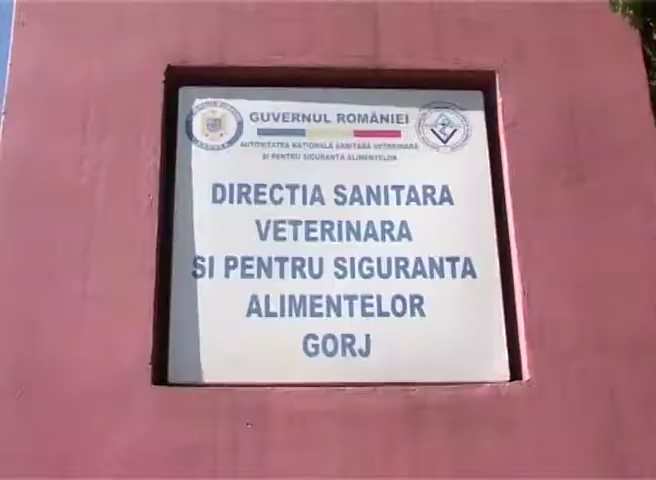 GUVERNUL ROMÂNIEI
AUTORITATEA NATIONALA SANITARA VETERINARA
SI PENTRU SIGURANTA ALIMENTELOR
DIRECTIA SANITARA
VETERINARA
SI PENTRU SIGURANTA
ALIMENTELOR
GORJ